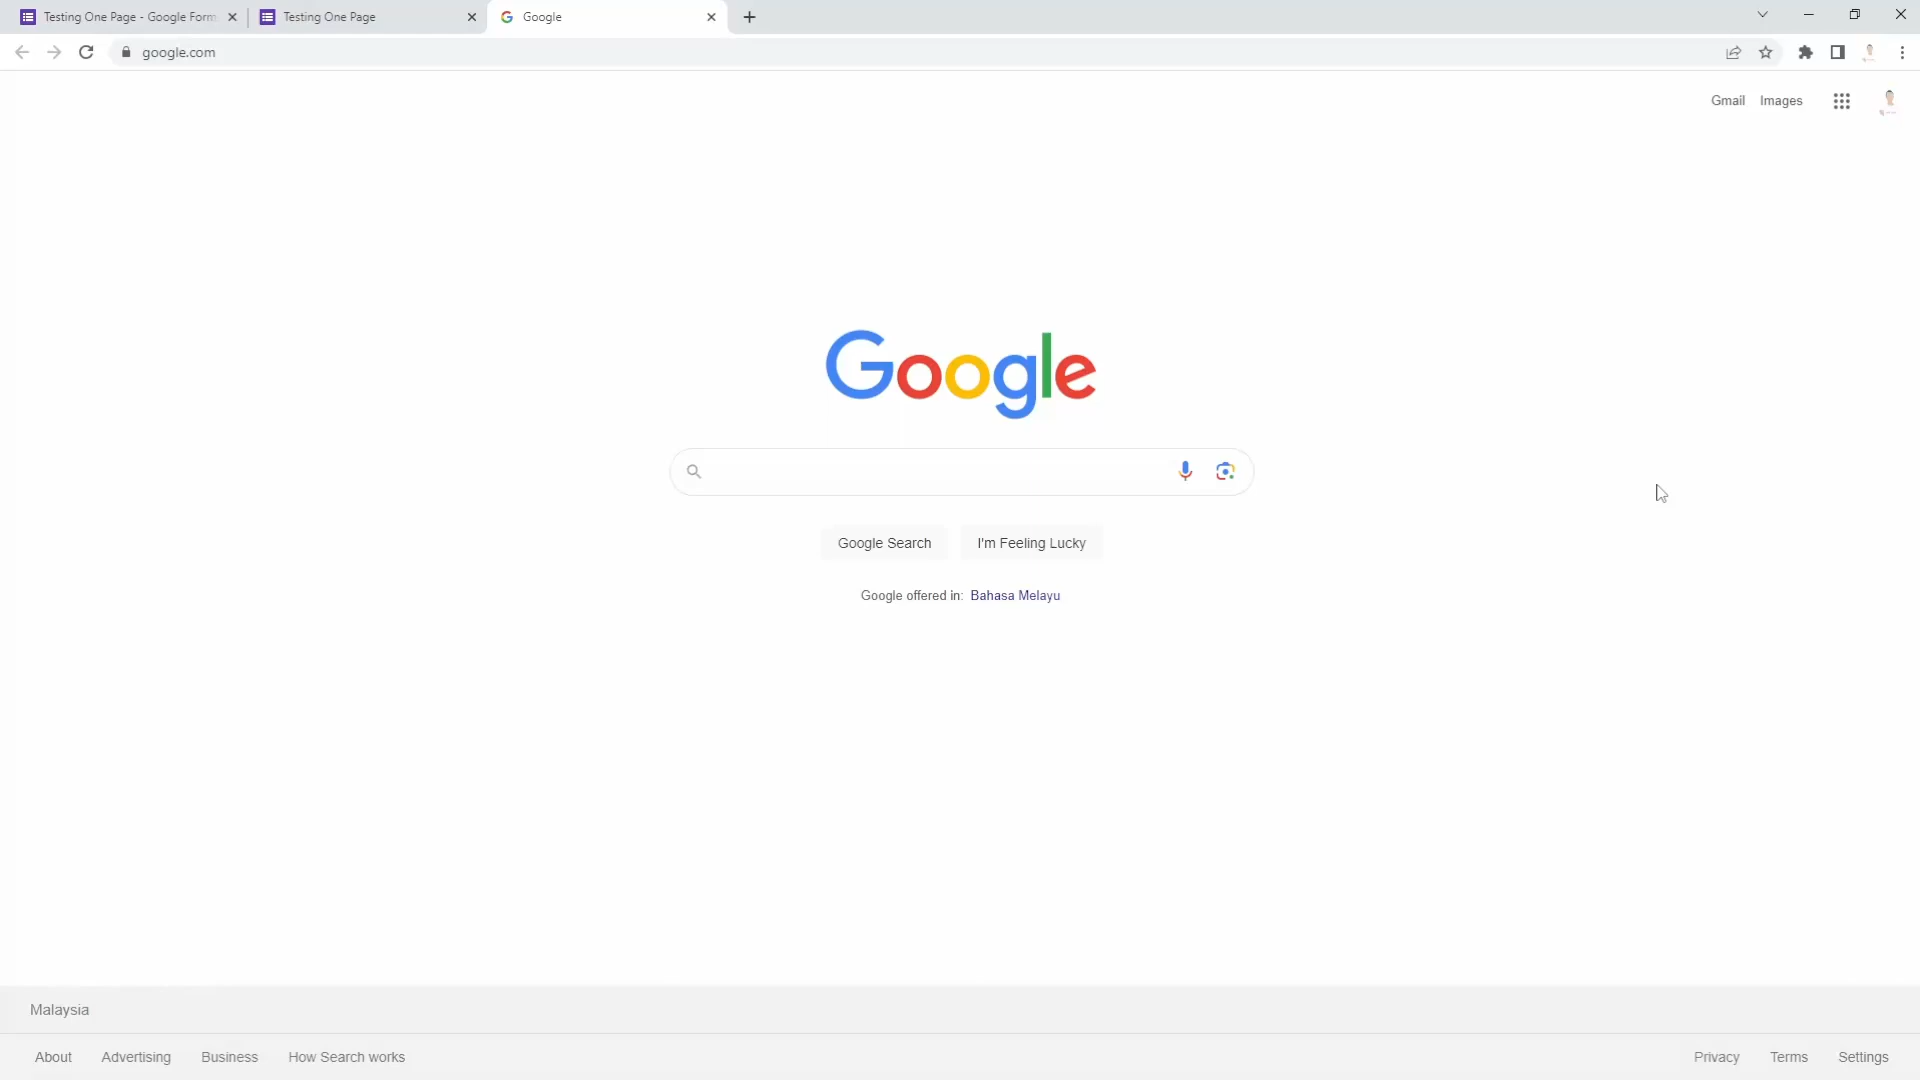 Testing One Page - Google Form
Testing One Page
Google
google.com
Gmail
Images
Google
Google Search
I'm Feeling Lucky
Google offered in: Bahasa Melayu
Malaysia
About
Advertising
Business
How Search works
Privacy
Terms
Settings